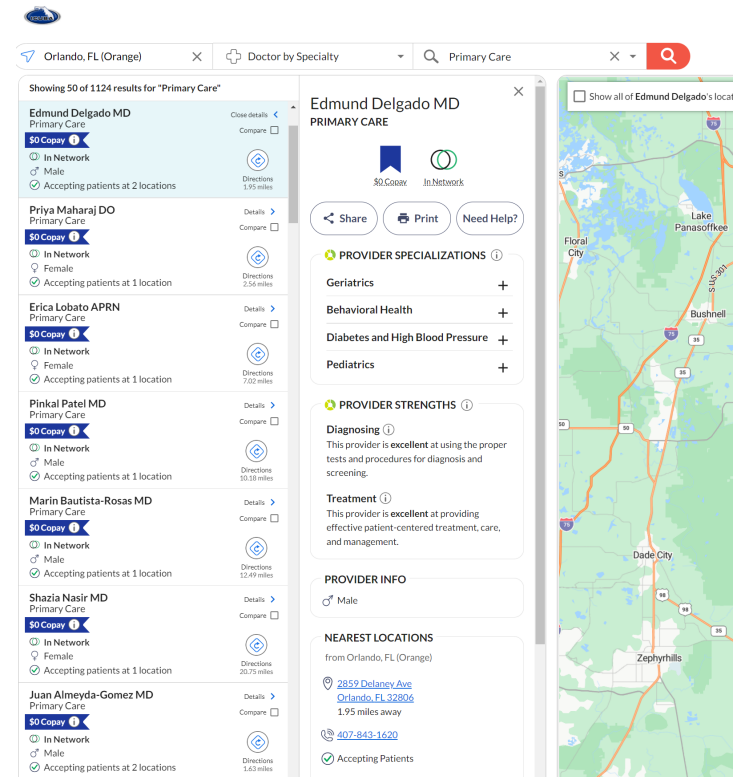 Orlando, FL (Orange)
Doctor by Specialty
Primary Care
Showing 50 of 1124 results for "Primary Care"
Edmund Delgado MD
Close details
Primary Care
Compare
$0 Copay
In Network
Male
Directions
Accepting patients at 2 locations
1.95 miles
Priya Maharaj DO
Details
Primary Care
Compare
$0 Copay
In Network
Female
Directions
Accepting patients at 1 location
2.56 miles
Erica Lobato APRN
Details
Primary Care
Compare
$0 Copay
In Network
Female
Directions
Accepting patients at 1 location
7.02 miles
Pinkal Patel MD
Details
Primary Care
Compare
$0 Copay
In Network
Male
Directions
Accepting patients at 1 location
10.18 miles
Marin Bautista-Rosas MD
Details
Primary Care
Compare
$0 Copay
In Network
Male
Directions
Accepting patients at 1 location
12.49 miles
Shazia Nasir MD
Details
Primary Care
Compare
$0 Copay
In Network
Female
Directions
Accepting patients at 1 location
20.75 miles
Juan Almeyda-Gomez MD
Details
Primary Care
Compare
$0 Copay
In Network
Male
Directions
Accepting patients at 2 locations
1.63 miles
Edmund Delgado MD
PRIMARY CARE
$0 Copay
In Network
Share
Print
Need Help?
PROVIDER SPECIALIZATIONS
Geriatrics
Behavioral Health
Diabetes and High Blood Pressure
Pediatrics
PROVIDER STRENGTHS
Diagnosing
This provider is excellent at using the proper
tests and procedures for diagnosis and
screening.
Treatment
This provider is excellent at providing
effective patient-centered treatment, care,
and management.
PROVIDER INFO
Male
NEAREST LOCATIONS
from Orlando, FL (Orange)
2859 Delaney Ave
Orlando, FL 32806
1.95 miles away
407-843-1620
Accepting Patients
Show all of Edmund Delgado's locat
75
s
Lake
Panasoffkee
Floral
City
S US 301
Bushnell
75
35
35
50
50
75
Dade City
98
98
35
Zephyrhills